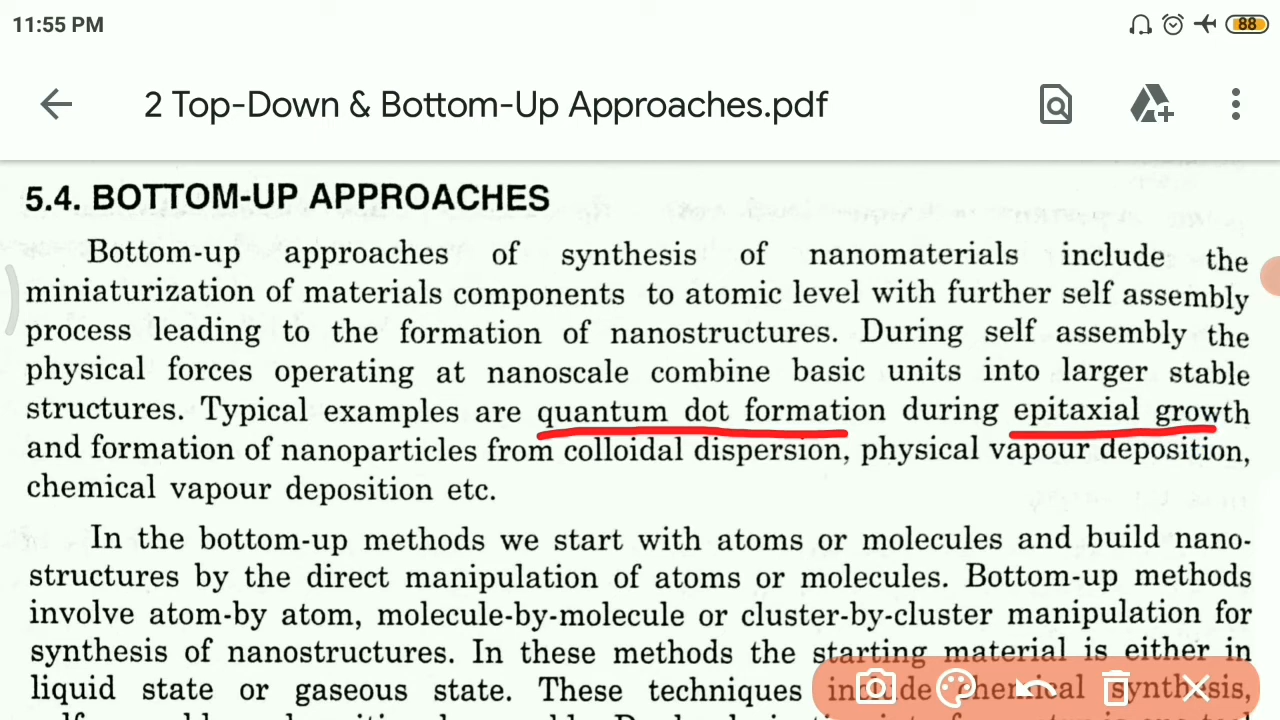 11:55 PM
88
2 Top-Down & Bottom-Up Approaches.pdf
5.4. BOTTOM-UP APPROACHES
Bottom-up approaches of synthesis of nanomaterials include the
miniaturization of materials components to atomic level with further self assembly
process leading to the formation of nanostructures. During self assembly the
physical forces operating at nanoscale combine basic units into larger stable
structures. Typical examples are quantum dot formation during epitaxial growth
and formation of nanoparticles from colloidal dispersion, physical vapour deposition,
chemical vapour deposition etc.
In the bottom-up methods we start with atoms or molecules and build nano-
structures by the direct manipulation of atoms or molecules. Bottom-up methods
involve atom-by atom, molecule-by-molecule or cluster-by-cluster manipulation for
synthesis of nanostructures. In these methods the starting material is either in
liquid state or gaseous state. These techniques include chemical synthesis,